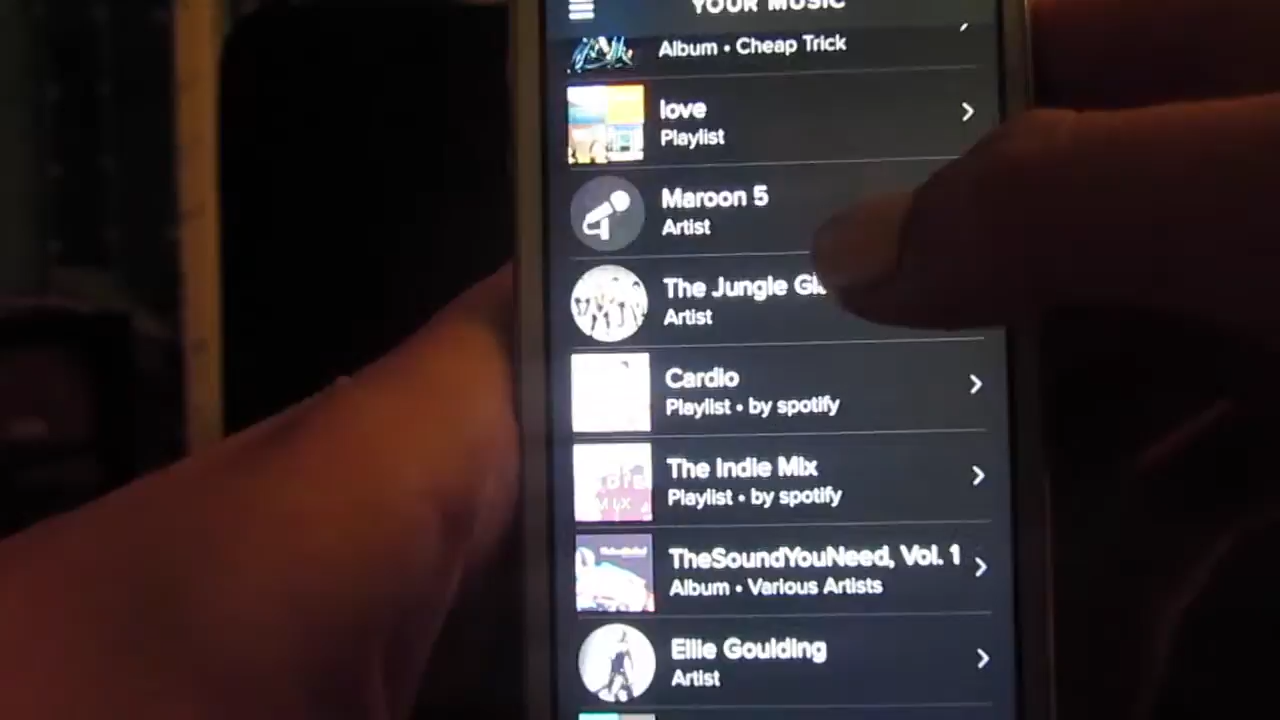 YOUR MUSIC
Album • Cheap Trick
love
Playlist
Maroon 5
Artist
The Jungle
Artist
Cardio
Playlist • by spotify
The Indie Mix
Playlist • by spotify
MIX
TheSoundYouNeed, Vol. 1
Album • Various Artists
Ellie Goulding
Artist